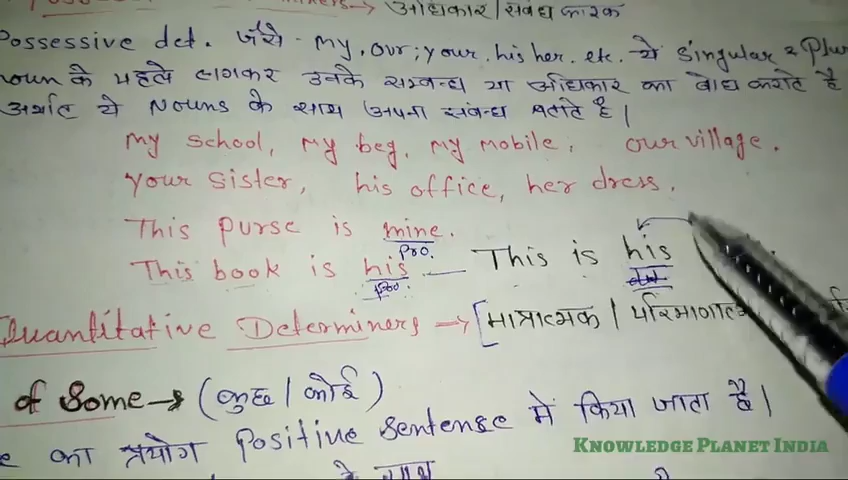 अधिकार/संबंध कारक
Possessive det. जैसे - my, our, your. his her. etc. ये singular & Plu
noun के पहले लगकर उनके सम्बन्ध या अधिकार का बोध कराते है
अर्थात ये Nouns के साथ अपना संबन्ध बताते है।
My school, my beg, my mobile, our village.
your sister, his office, her dress.
This purse is mine.
pro.
This book is his — This is his
pro.
Quantitative Determiners → [मात्रात्मक / परिमाणात्म
of some → (कुछ / कोई)
e का प्रयोग Positive sentense में किया जाता है।
KNOWLEDGE PLANET INDIA